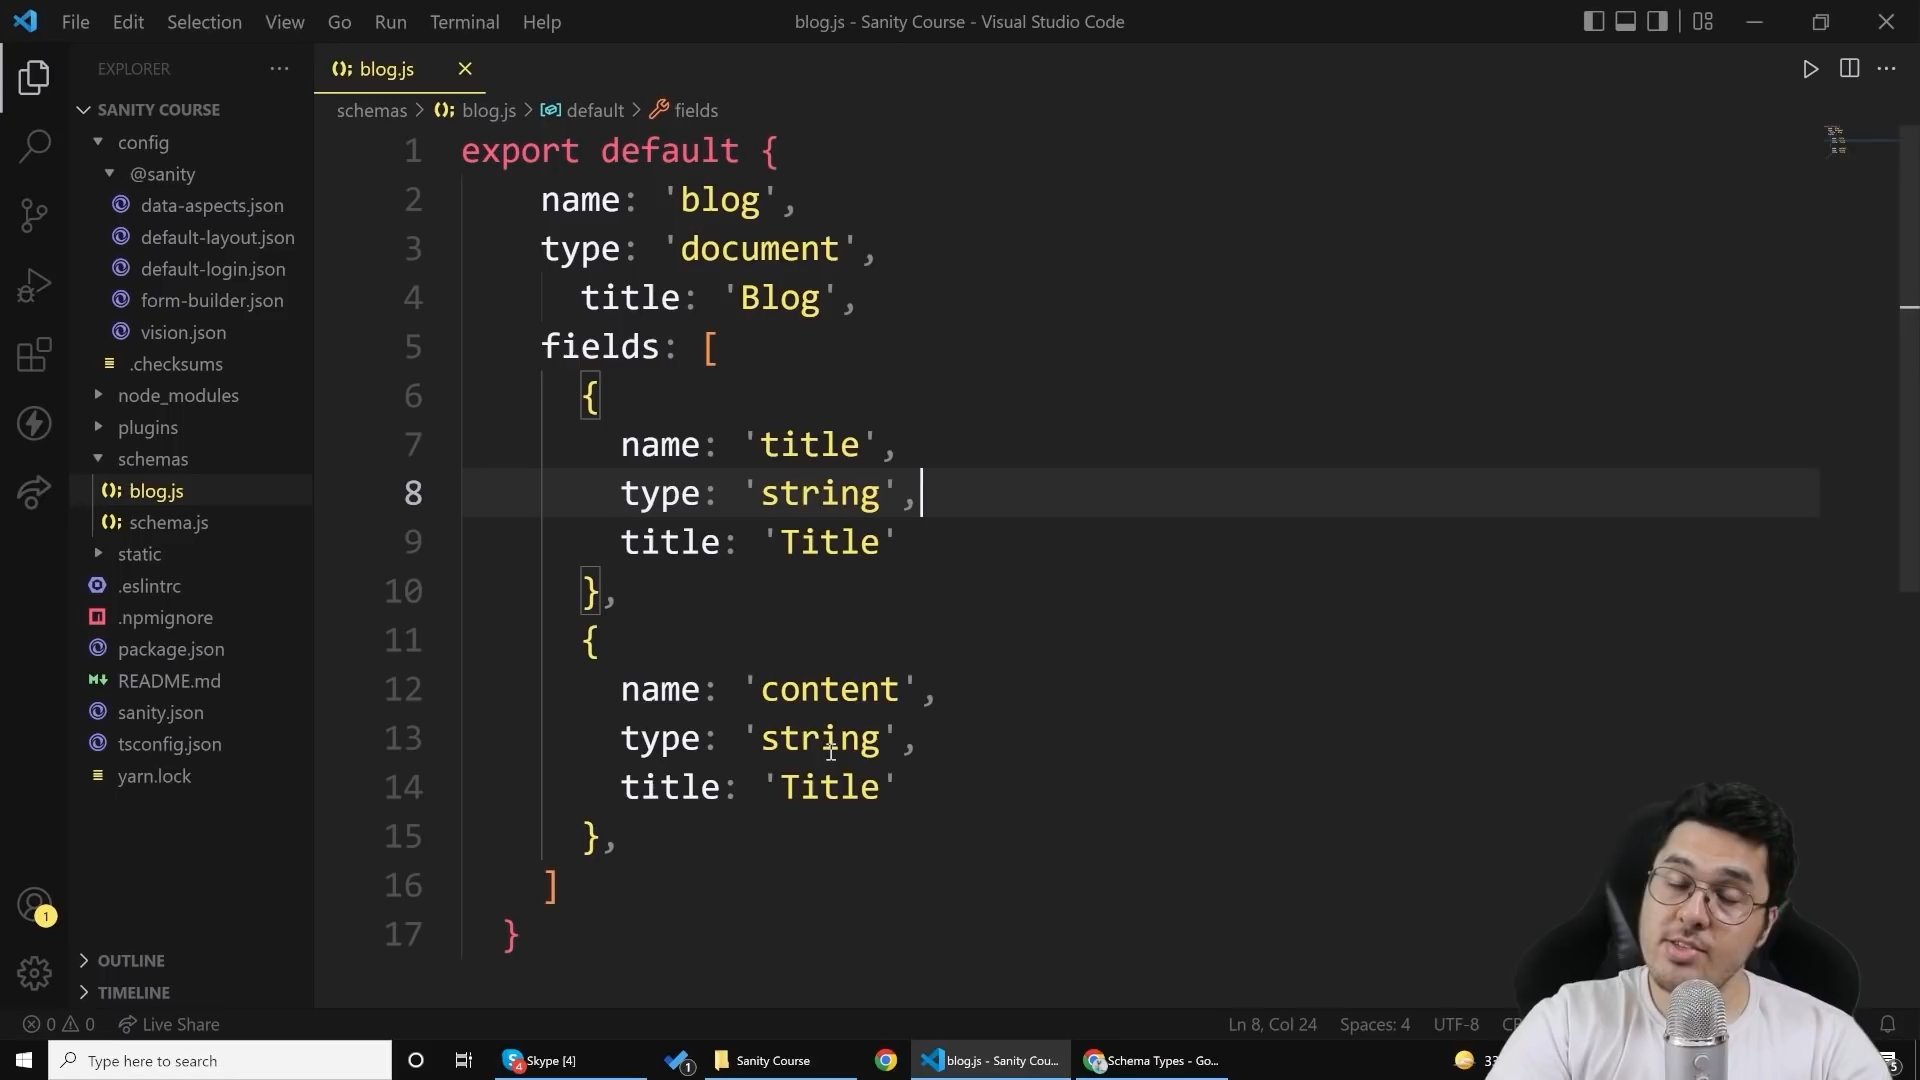 File Edit Selection View Go Run Terminal Help
blog.js - Sanity Course - Visual Studio Code
EXPLORER
SANITY COURSE
config
@sanity
data-aspects.json
default-layout.json
default-login.json
form-builder.json
vision.json
.checksums
node_modules
plugins
schemas
blog.js
schema.js
static
.eslintrc
.npmignore
package.json
README.md
sanity.json
tsconfig.json
yarn.lock
OUTLINE
TIMELINE
blog.js
schemas > blog.js > default > fields
1 export default {
2 name: 'blog',
3 type: 'document',
4 title: 'Blog',
5 fields: [
6 {
7 name: 'title',
8 type: 'string',
9 title: 'Title'
10 },
11 {
12 name: 'content',
13 type: 'string',
14 title: 'Title'
15 },
16 ]
17 }
1
0 0 Live Share
Ln 8, Col 24 Spaces: 4 UTF-8
Type here to search
4 Skype [4]
1
Sanity Course
blog.js - Sanity Cou...
Schema Types - Go...
5